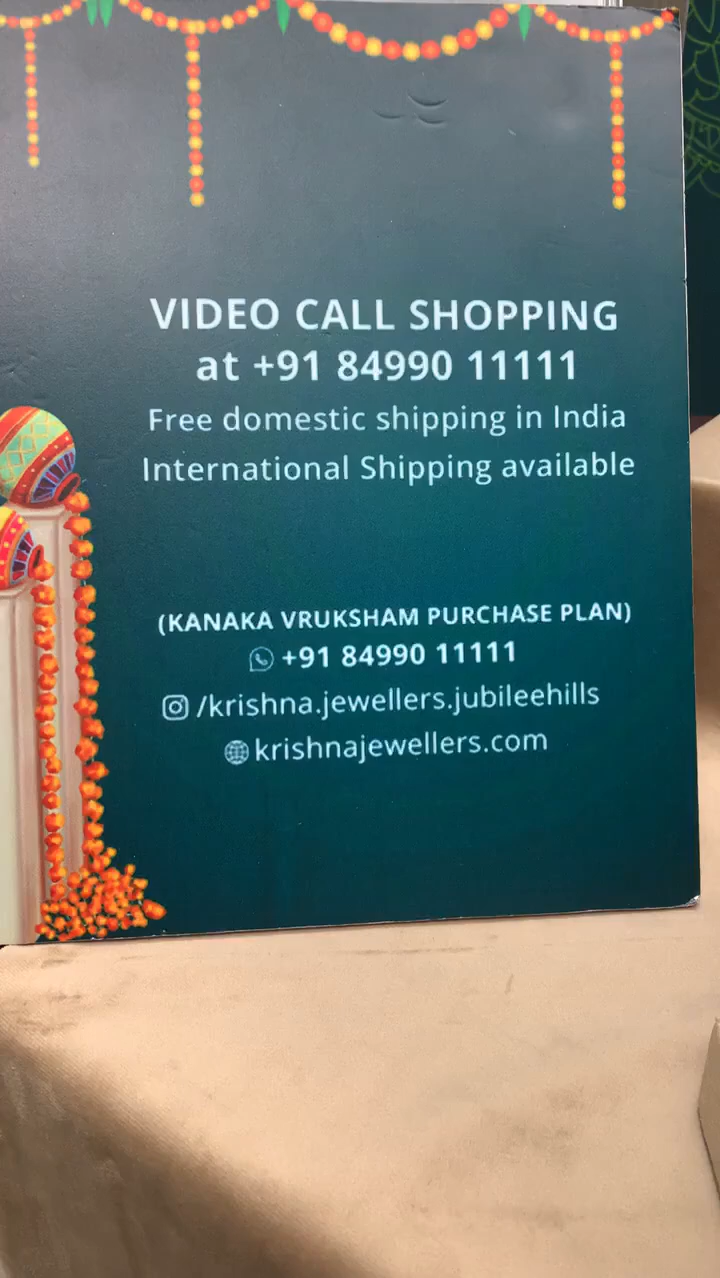 VIDEO CALL SHOPPING
at +91 84990 11111
Free domestic shipping in India
International Shipping available
(KANAKA VRUKSHAM PURCHASE PLAN)
+91 84990 11111
/krishna.jewellers.jubileehills
krishnajewellers.com